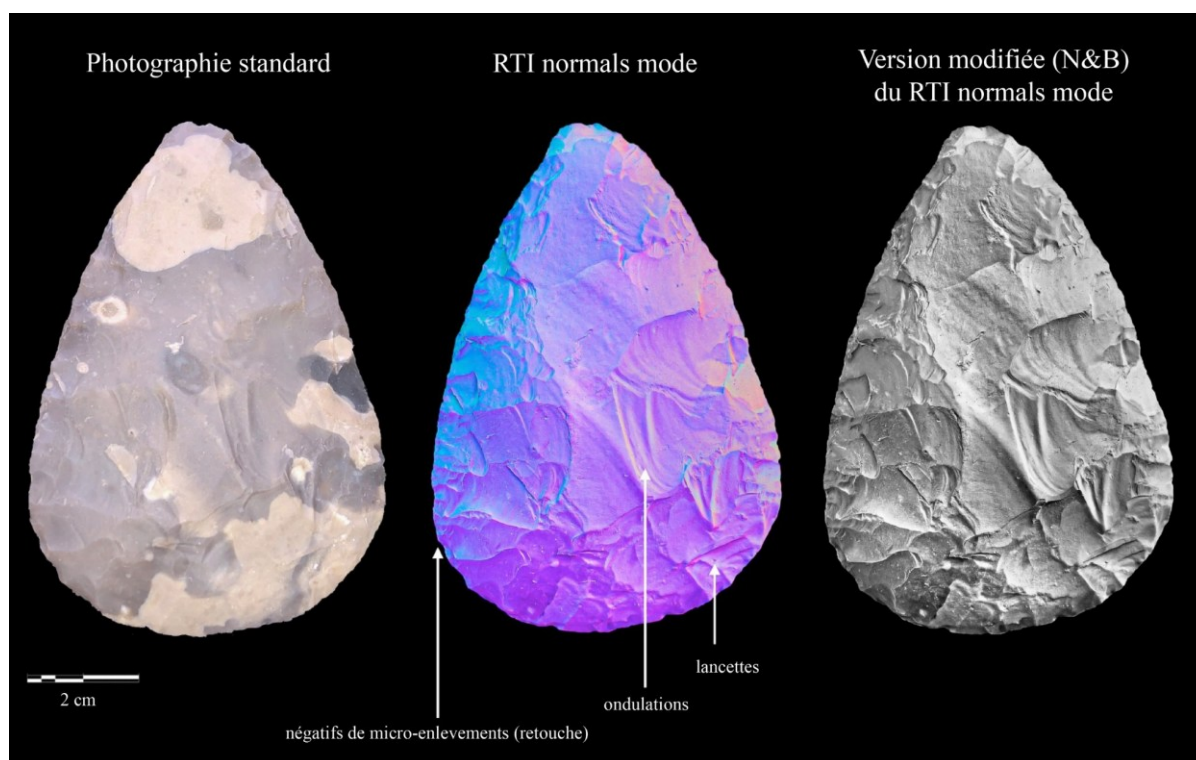 Photographie standard
RTI normals mode
Version modifiée (N&B)
du RTI normals mode
2 cm
lancettes
ondulations
négatifs de micro-enlevements (retouche)